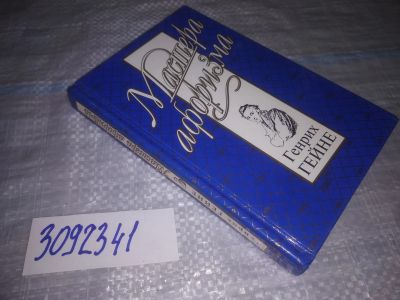 Мастера
афоризма
Генрих
ГЕЙНЕ
3092341